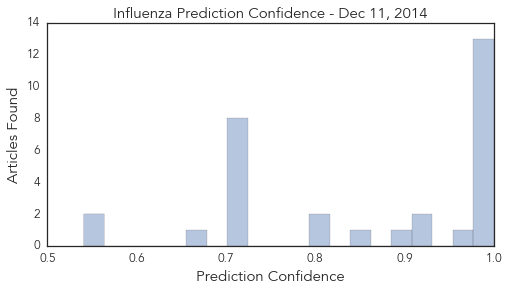 Influenza Prediction Confidence - Dec 11, 2014
Articles Found
14
12
10
8
6
4
2
0
0.5 0.6 0.7 0.8 0.9 1.0
Prediction Confidence